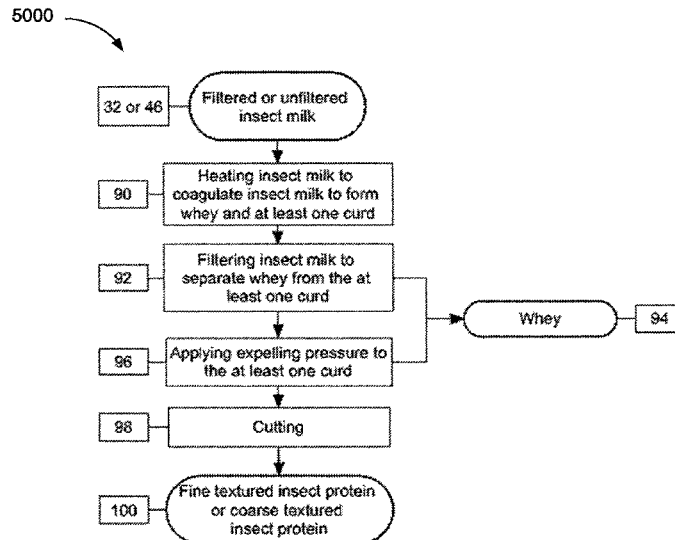 5000
32 or 46
Filtered or unfiltered
insect milk
90
Heating insect milk to
coagulate insect milk to form
whey and at least one curd
92
Filtering insect milk to
separate whey from the at
least one curd
Whey
94
96
Applying expelling pressure to
the at least one curd
98
Cutting
100
Fine textured insect protein
or coarse textured
insect protein